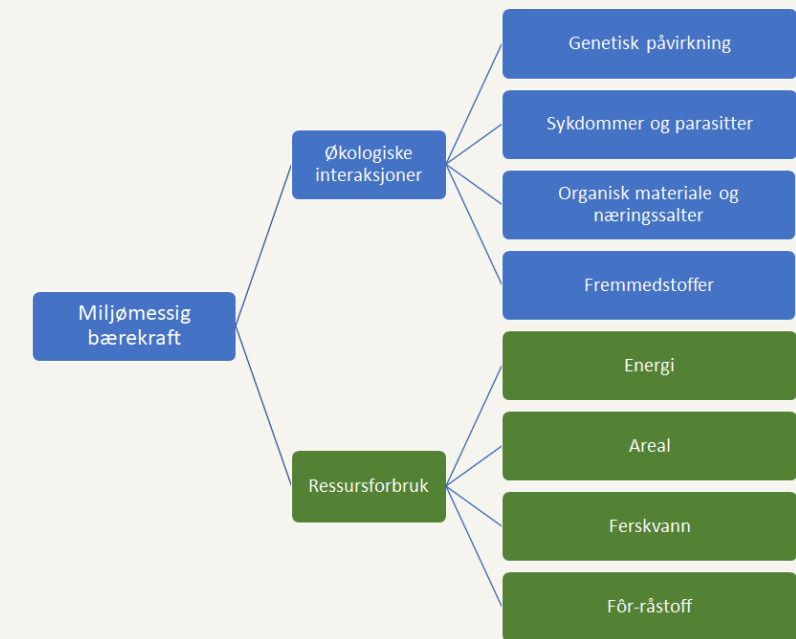 Genetisk påvirkning
Sykdommer og parasitter
Økologiske
interaksjoner
Organisk materiale og
næringssalter
Fremmedstoffer
Miljømessig
bærekraft
Energi
Areal
Ressursforbruk
Ferskvann
Fôr-råstoff